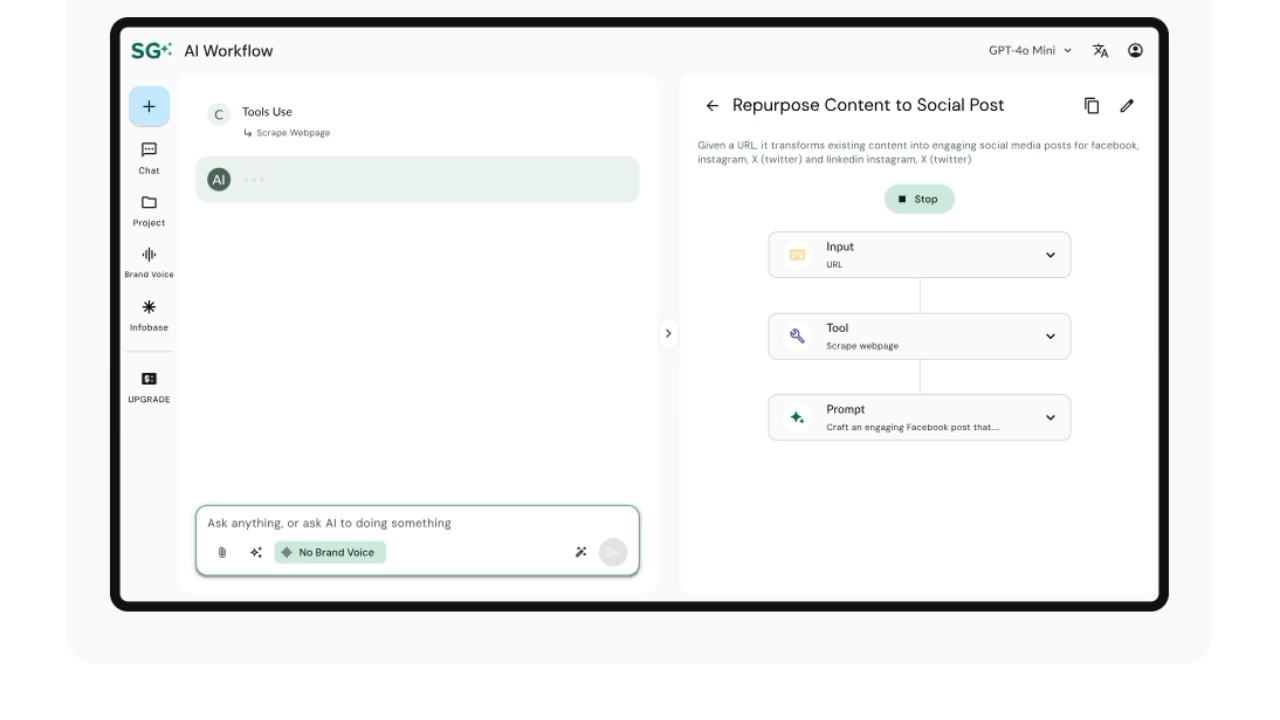 SG
AI Workflow
GPT-4o Mini
Chat
Project
Brand Voice
Infobase
UPGRADE
C
Tools Use
Scrape Webpage
AI
Ask anything, or ask AI to doing something
No Brand Voice
Repurpose Content to Social Post
Given a URL, it transforms existing content into engaging social media posts for facebook,
instagram, X (twitter) and linkedin instagram, X (twitter)
Stop
Input
URL
Tool
Scrape webpage
Prompt
Craft an engaging Facebook post that...